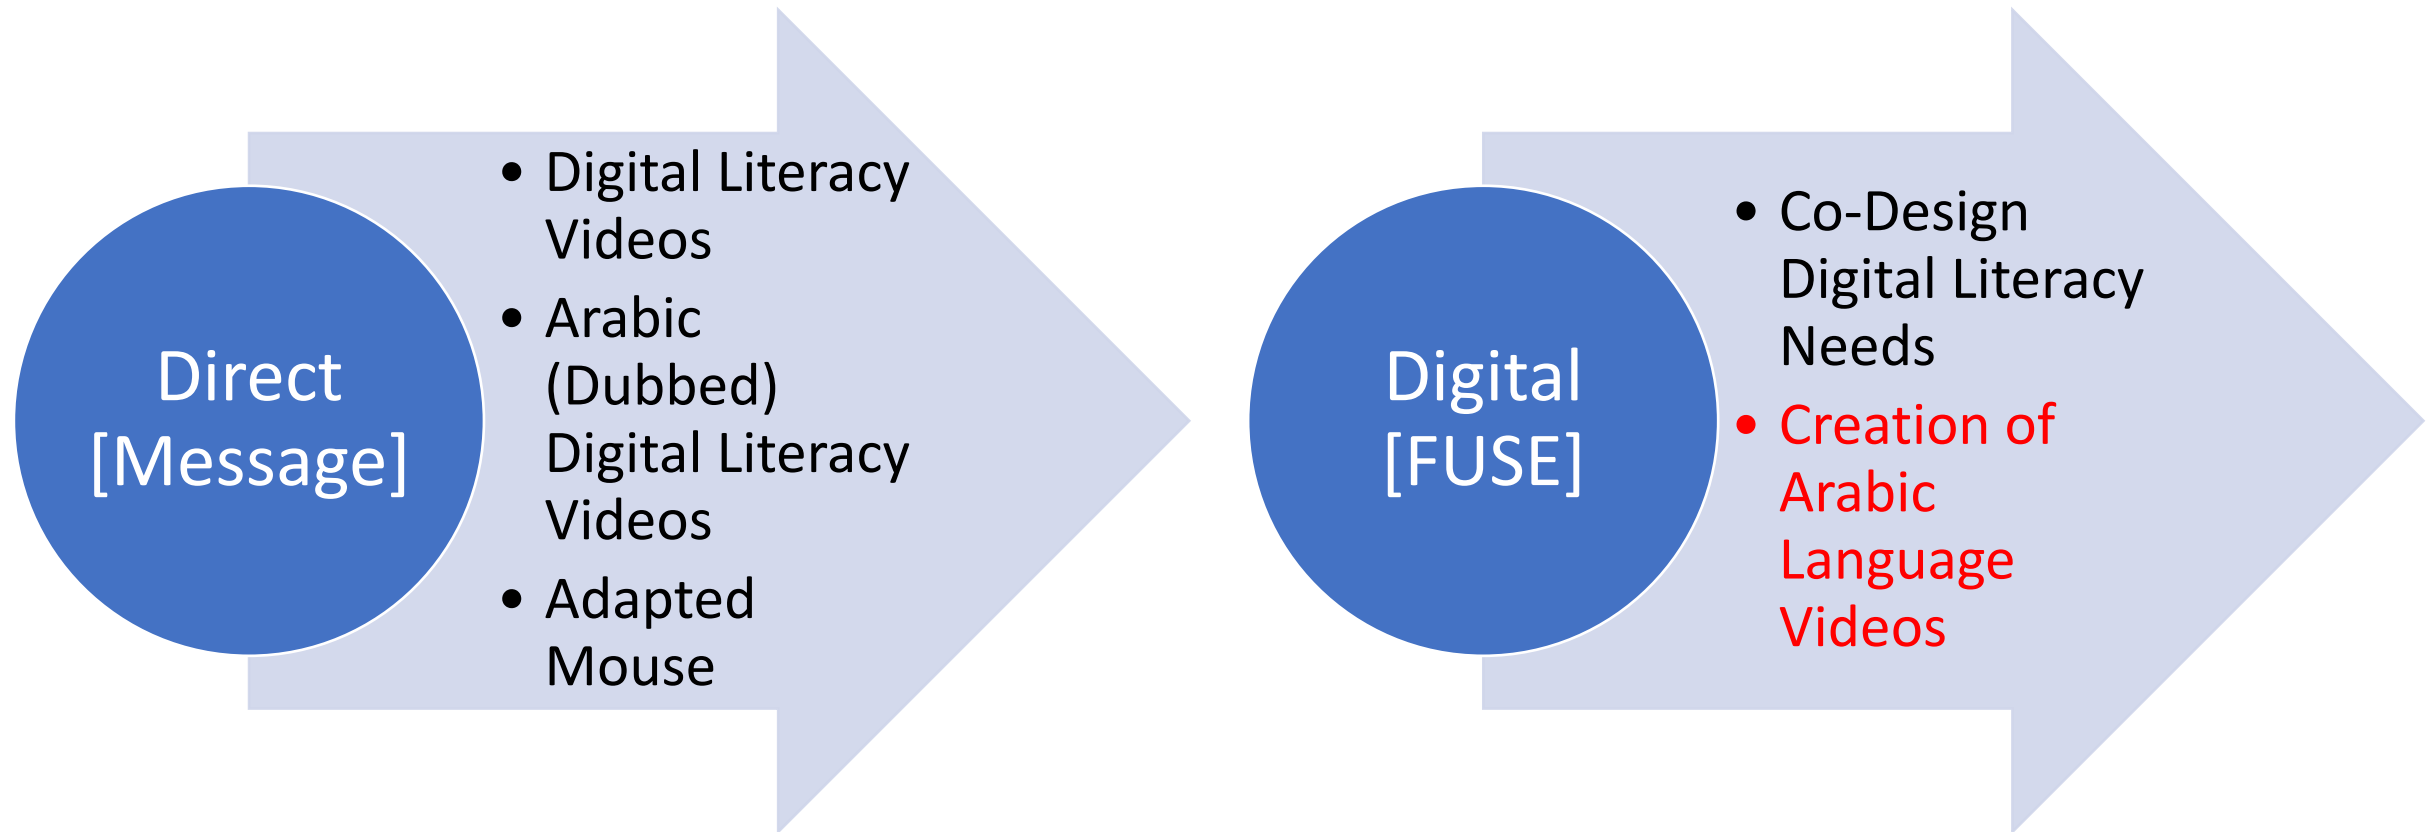 Direct
[Message]
• Digital Literacy
Videos
• Arabic
(Dubbed)
Digital Literacy
Videos
• Adapted
Mouse
Digital
[FUSE]
• Co-Design
Digital Literacy
Needs
• Creation of
Arabic
Language
Videos